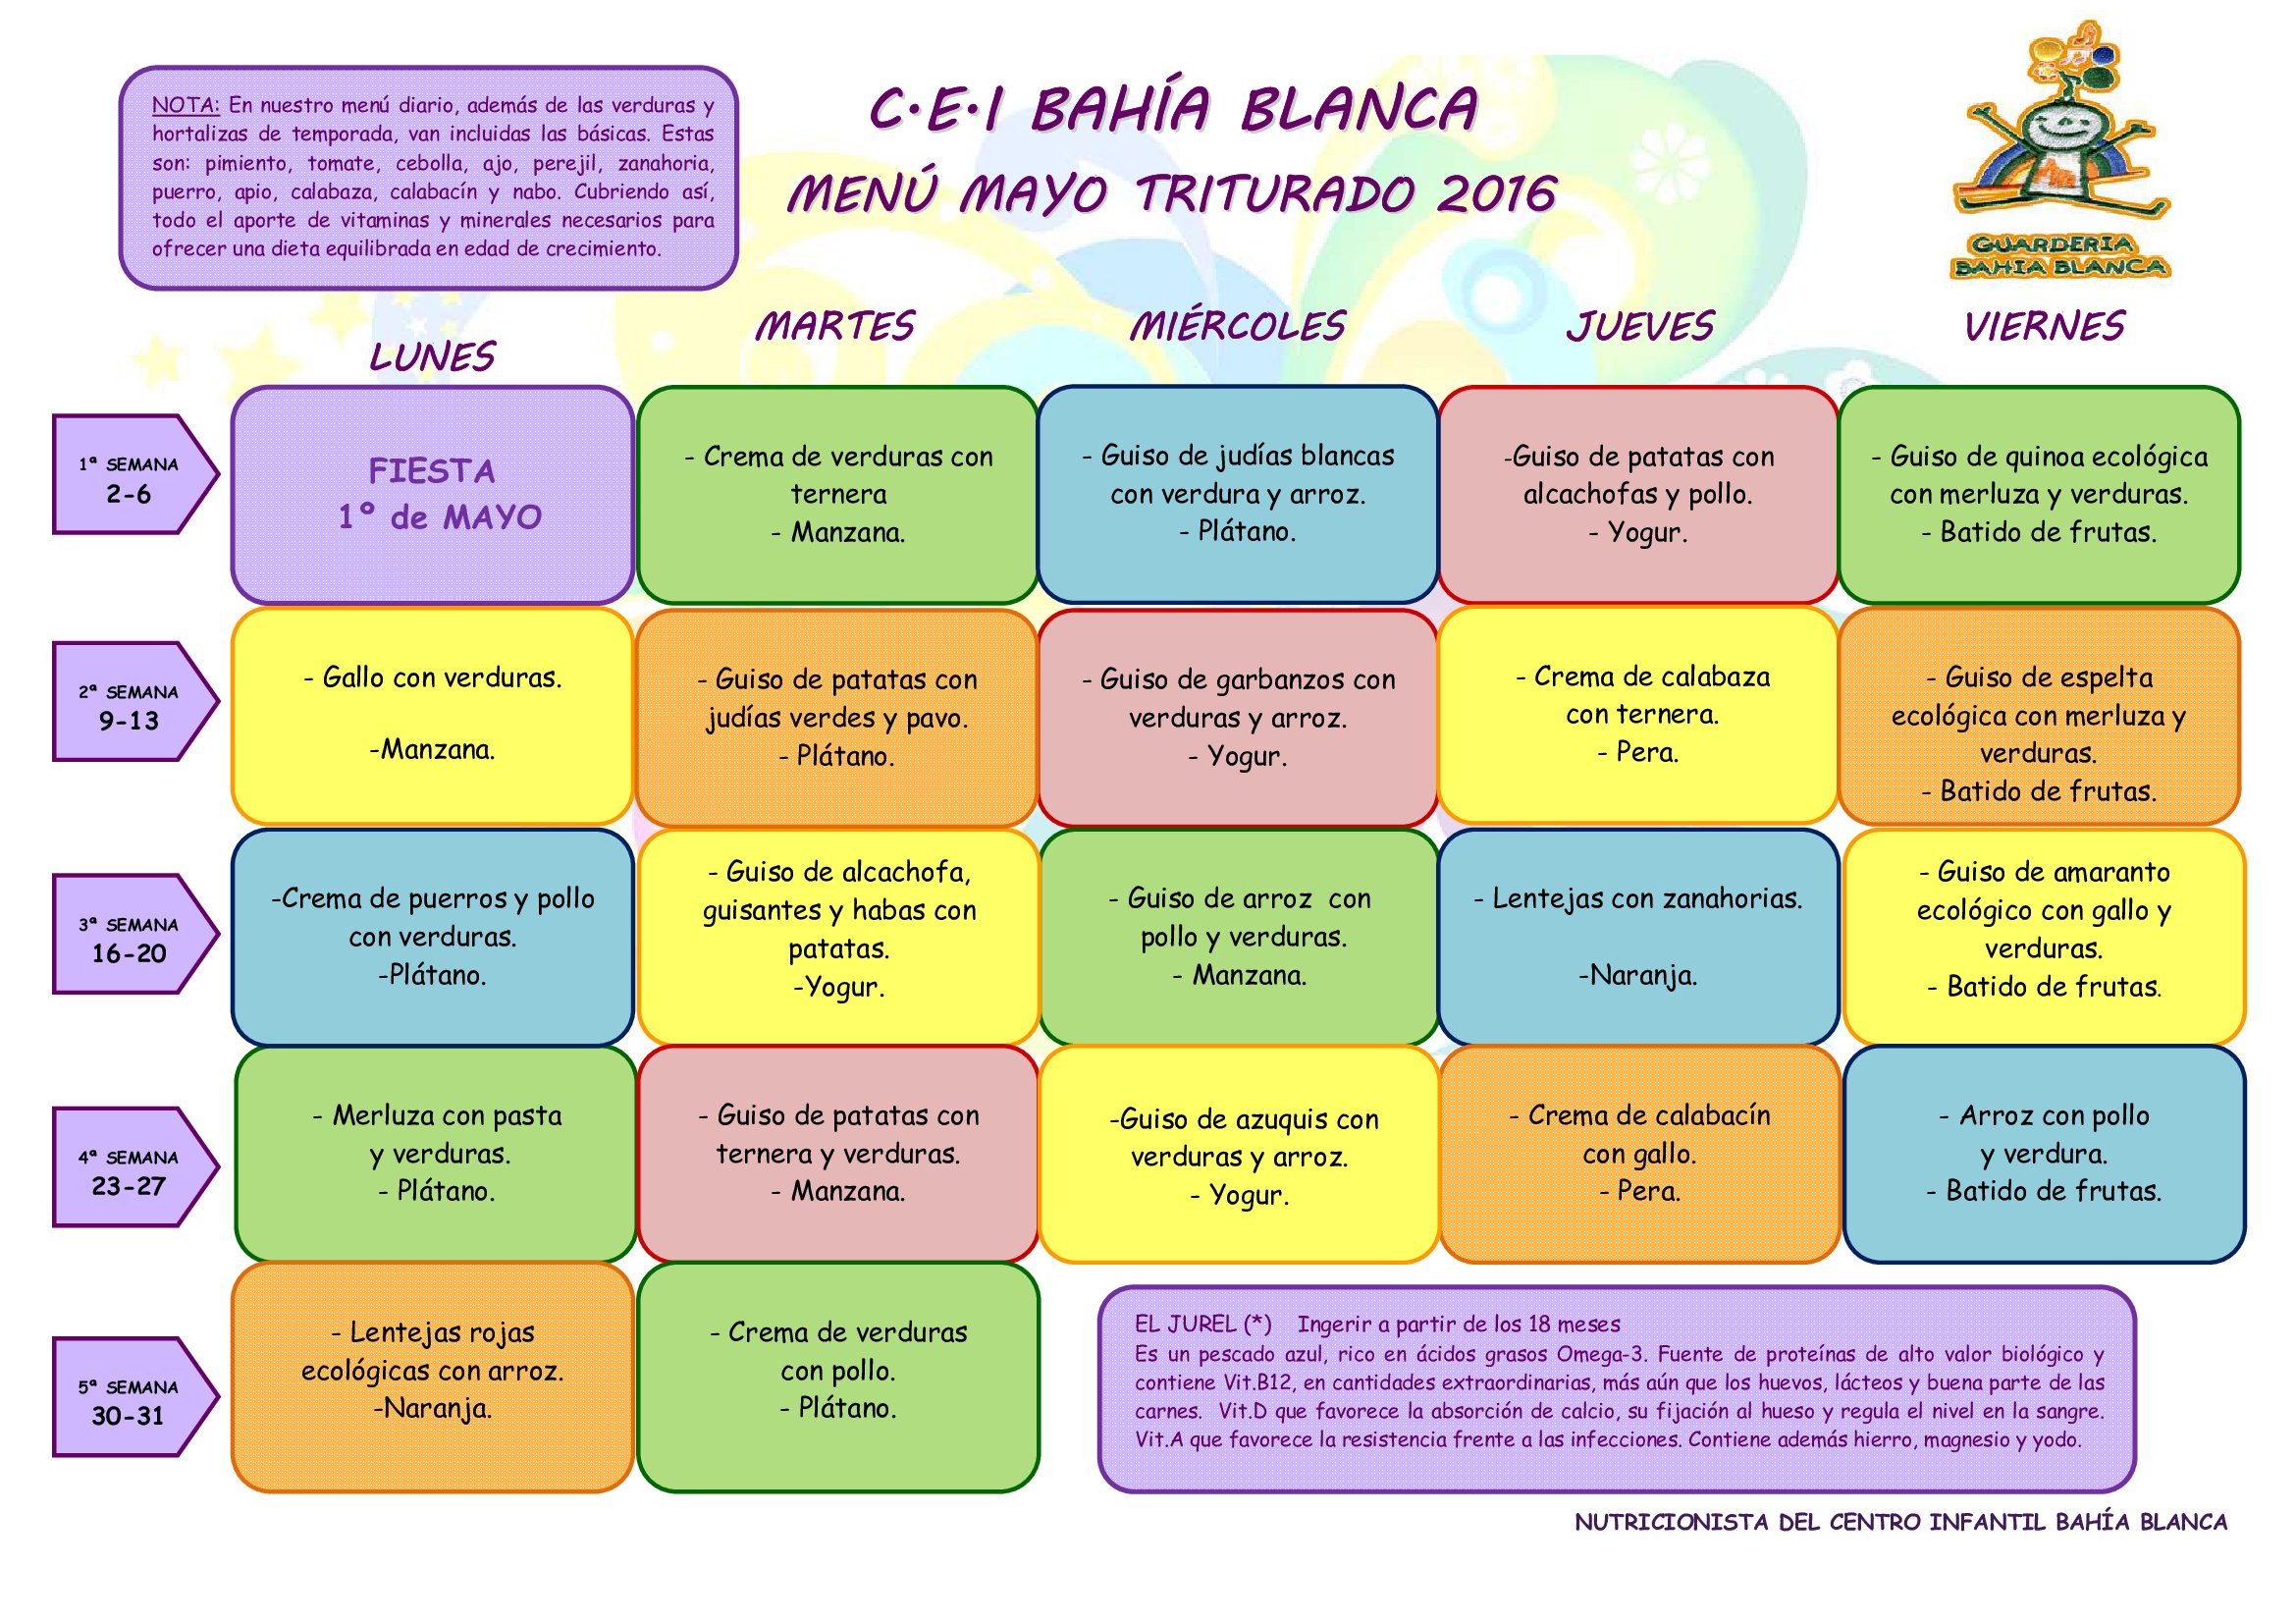 NOTA: En nuestro menú diario, además de las verduras y
hortalizas de temporada, van incluidas las básicas. Estas
son: pimiento, tomate, cebolla, ajo, perejil, zanahoria,
puerro, apio, calabaza, calabacín y nabo. Cubriendo así,
todo el aporte de vitaminas y minerales necesarios para
ofrecer una dieta equilibrada en edad de crecimiento.
C·E·I BAHÍA BLANCA
MENÚ MAYO TRITURADO 2016
GUARDERIA
BAHIA BLANCA
LUNES
MARTES
MIÉRCOLES
JUEVES
VIERNES
1ª SEMANA
2-6
FIESTA
1º de MAYO
- Crema de verduras con
ternera
- Manzana.
- Guiso de judías blancas
con verdura y arroz.
- Plátano.
-Guiso de patatas con
alcachofas y pollo.
- Yogur.
- Guiso de quinoa ecológica
con merluza y verduras.
- Batido de frutas.
2ª SEMANA
9-13
- Gallo con verduras.
-Manzana.
- Guiso de patatas con
judías verdes y pavo.
- Plátano.
- Guiso de garbanzos con
verduras y arroz.
- Yogur.
- Crema de calabaza
con ternera.
- Pera.
- Guiso de espelta
ecológica con merluza y
verduras.
- Batido de frutas.
3ª SEMANA
16-20
-Crema de puerros y pollo
con verduras.
-Plátano.
- Guiso de alcachofa,
guisantes y habas con
patatas.
-Yogur.
- Guiso de arroz  con
pollo y verduras.
- Manzana.
- Lentejas con zanahorias.
-Naranja.
- Guiso de amaranto
ecológico con gallo y
verduras.
- Batido de frutas.
4ª SEMANA
23-27
- Merluza con pasta
y verduras.
- Plátano.
- Guiso de patatas con
ternera y verduras.
- Manzana.
-Guiso de azuquis con
verduras y arroz.
- Yogur.
- Crema de calabacín
con gallo.
- Pera.
- Arroz con pollo
y verdura.
- Batido de frutas.
5ª SEMANA
30-31
- Lentejas rojas
ecológicas con arroz.
-Naranja.
- Crema de verduras
con pollo.
- Plátano.
EL JUREL (*)    Ingerir a partir de los 18 meses
Es un pescado azul, rico en ácidos grasos Omega-3. Fuente de proteínas de alto valor biológico y
contiene Vit.B12, en cantidades extraordinarias, más aún que los huevos, lácteos y buena parte de las
carnes.  Vit.D que favorece la absorción de calcio, su fijación al hueso y regula el nivel en la sangre.
Vit.A que favorece la resistencia frente a las infecciones. Contiene además hierro, magnesio y yodo.
NUTRICIONISTA DEL CENTRO INFANTIL BAHÍA BLANCA